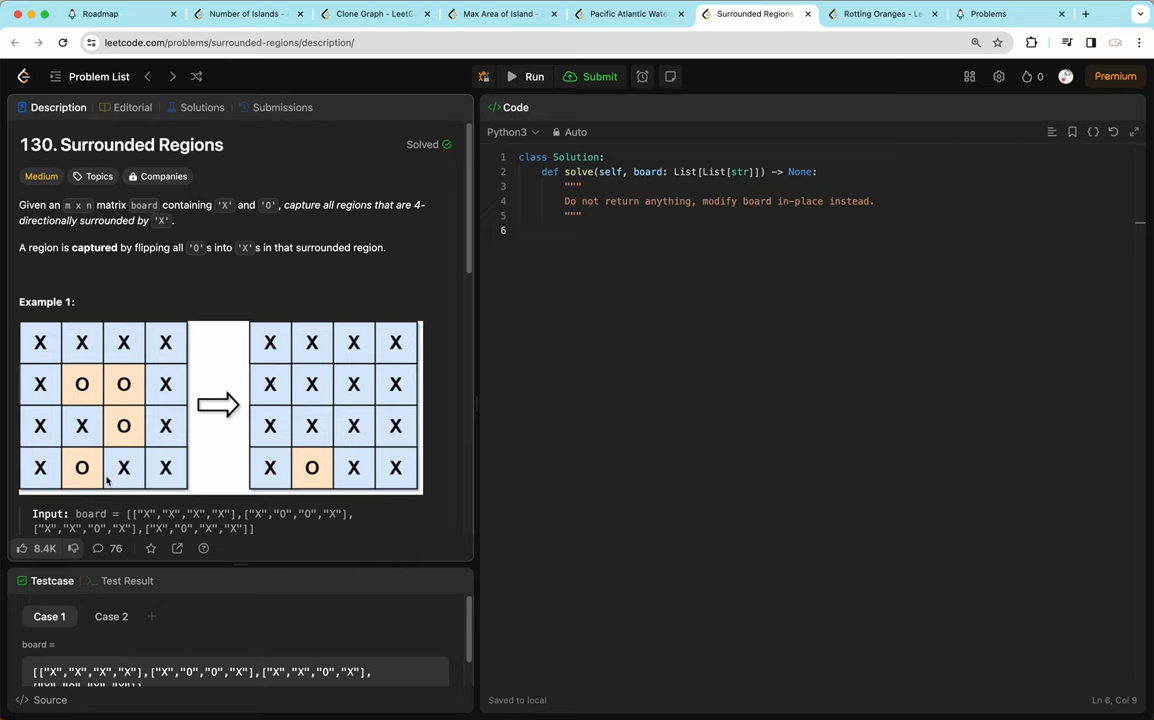 Roadmap
Number of Islands -
Clone Graph - LeetC
Max Area of Island -
Pacific Atlantic Wate
Surrounded Regions
Rotting Oranges - Le
Problems
leetcode.com/problems/surrounded-regions/description/
Problem List
Run
Submit
0
Premium
Description
Editorial
Solutions
Submissions
130. Surrounded Regions
Solved
Medium
Topics
Companies
Given an m x n matrix board containing 'X' and 'O', capture all regions that are 4-
directionally surrounded by 'X'.
A region is captured by flipping all 'O's into 'X's in that surrounded region.
Example 1:
X X X X X X X X
X O O X X X X X
X X O X X X X X
X O X X X O X X
Input: board = [["X","X","X","X"],["X","O","O","X"],
["X","X","O","X"],["X","O","X","X"]]
8.4K
76
Testcase
Test Result
Case 1
Case 2
board =
[["X","X","X","X"],["X","O","O","X"],["X","X","O","X"],
Source
Code
Python3
Auto
1 class Solution:
2 def solve(self, board: List[List[str]]) -> None:
3 """
4 Do not return anything, modify board in-place instead.
5 """
6
Saved to local
Ln 6, Col 9